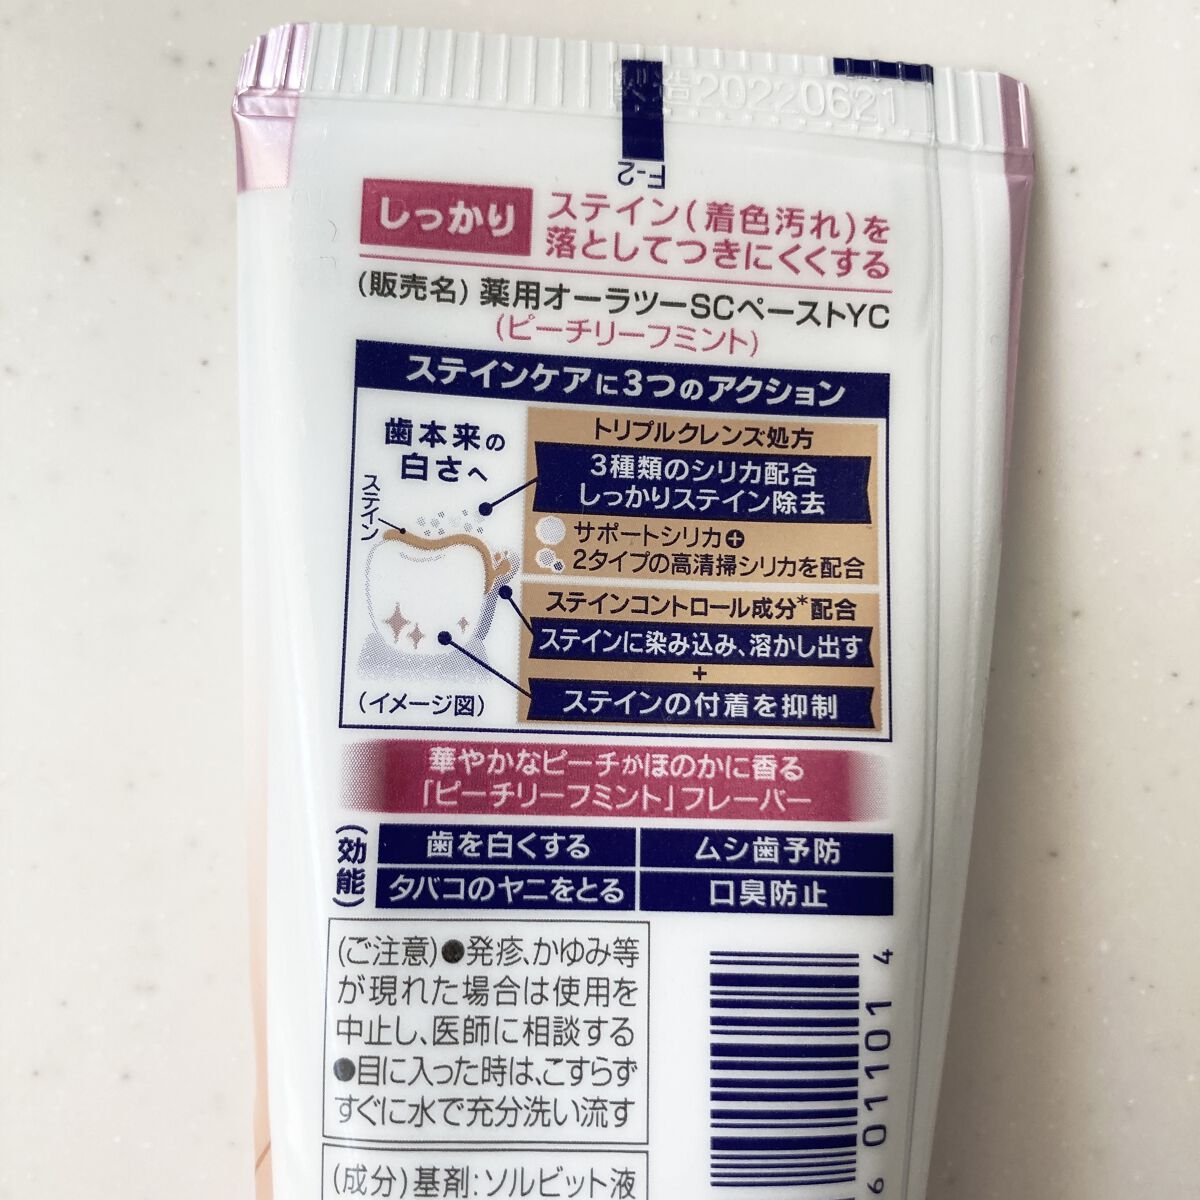 製造20220621
F-2
しっかり
ステイン(着色汚れ)を
落としてつきにくくする
(販売名) 薬用オーラツーSCペーストYC
(ピーチリーフミント)
ステインケアに3つのアクション
歯本来の
白さへ
ステイン
(イメージ図)
トリプルクレンズ処方
3種類のシリカ配合
しっかりステイン除去
サポートシリカ+
2タイプの高清掃シリカを配合
ステインコントロール成分*配合
ステインに染み込み、溶かし出す
+
ステインの付着を抑制
華やかなピーチがほのかに香る
「ピーチリーフミント」フレーバー
(効能)
歯を白くする
ムシ歯予防
タバコのヤニをとる
口臭防止
(ご注意)●発疹、かゆみ等
が現れた場合は使用を
中止し、医師に相談する
●目に入った時は、こすらず
すぐに水で充分洗い流す
(成分)基剤:ソルビット液
601101 4